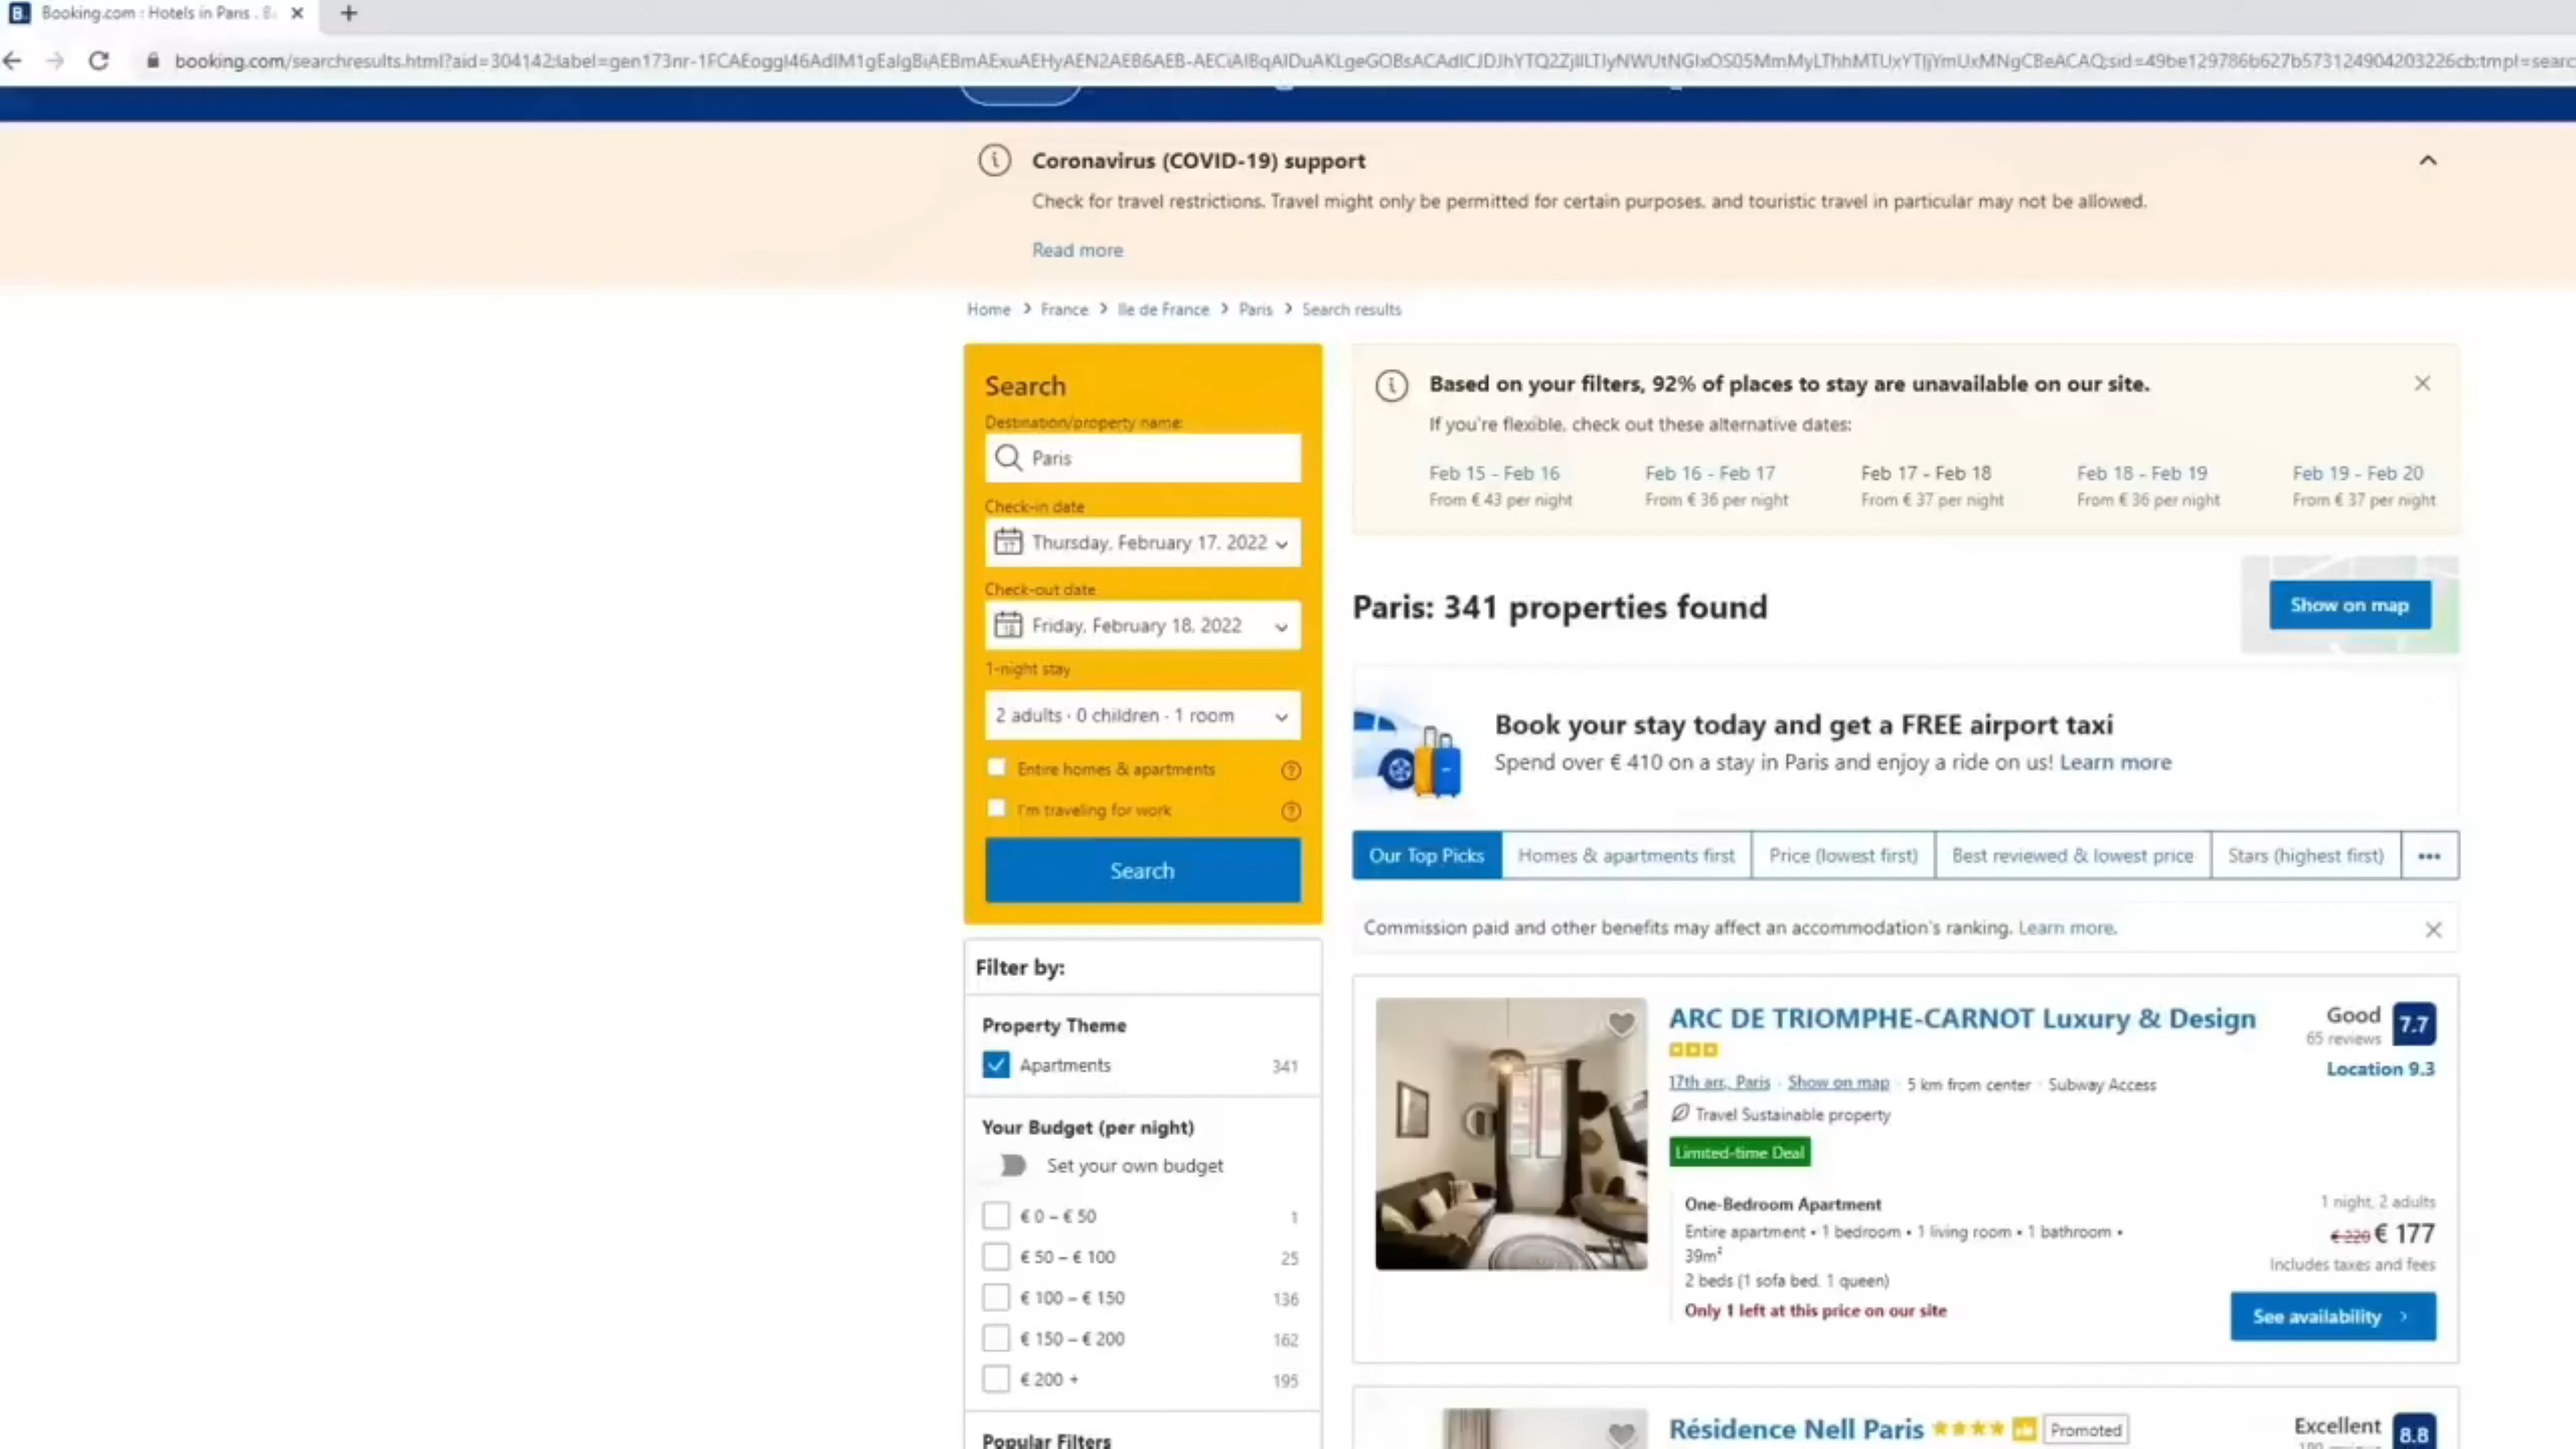 Booking.com : Hotels in Paris .
Coronavirus (COVID-19) support
Check for travel restrictions. Travel might only be permitted for certain purposes. and touristic travel in particular may not be allowed.
Read more
Home > France > Ile de France > Paris > Search results
Search
Destination/property name:
Paris
Check-in date
Thursday, February 17, 2022
Check-out date
Friday, February 18, 2022
1-night stay
2 adults · 0 children · 1 room
Entire homes & apartments
I'm traveling for work
Search
Filter by:
Property Theme
Apartments 341
Your Budget (per night)
Set your own budget
€ 0 – € 50 1
€ 50 – € 100 25
€ 100 – € 150 136
€ 150 – € 200 162
€ 200 + 195
Popular Filters
Based on your filters, 92% of places to stay are unavailable on our site.
If you're flexible, check out these alternative dates:
Feb 15 - Feb 16 Feb 16 - Feb 17 Feb 17 - Feb 18 Feb 18 - Feb 19 Feb 19 - Feb 20
From € 43 per night From € 36 per night From € 37 per night From € 36 per night From € 37 per night
Paris: 341 properties found
Show on map
Book your stay today and get a FREE airport taxi
Spend over € 410 on a stay in Paris and enjoy a ride on us! Learn more
Our Top Picks Homes & apartments first Price (lowest first) Best reviewed & lowest price Stars (highest first) •••
Commission paid and other benefits may affect an accommodation's ranking. Learn more.
ARC DE TRIOMPHE-CARNOT Luxury & Design
Good 7.7
65 reviews
Location 9.3
17th arr., Paris · Show on map · 5 km from center · Subway Access
Travel Sustainable property
Limited-time Deal
One-Bedroom Apartment
Entire apartment • 1 bedroom • 1 living room • 1 bathroom •
39m²
2 beds (1 sofa bed, 1 queen)
Only 1 left at this price on our site
1 night, 2 adults
€ 220 € 177
Includes taxes and fees
See availability
Résidence Nell Paris Promoted
Excellent 8.8